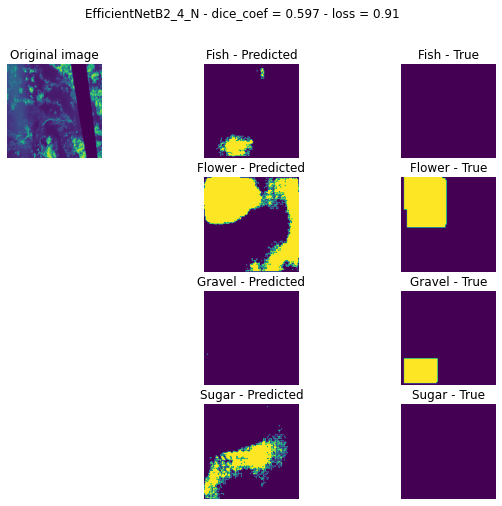 EfficientNetB2_4_N - dice_coef = 0.597 - loss = 0.91
Original image
Fish - Predicted
Fish - True
Flower - Predicted
Flower - True
Gravel - Predicted
Gravel - True
Sugar - Predicted
Sugar - True